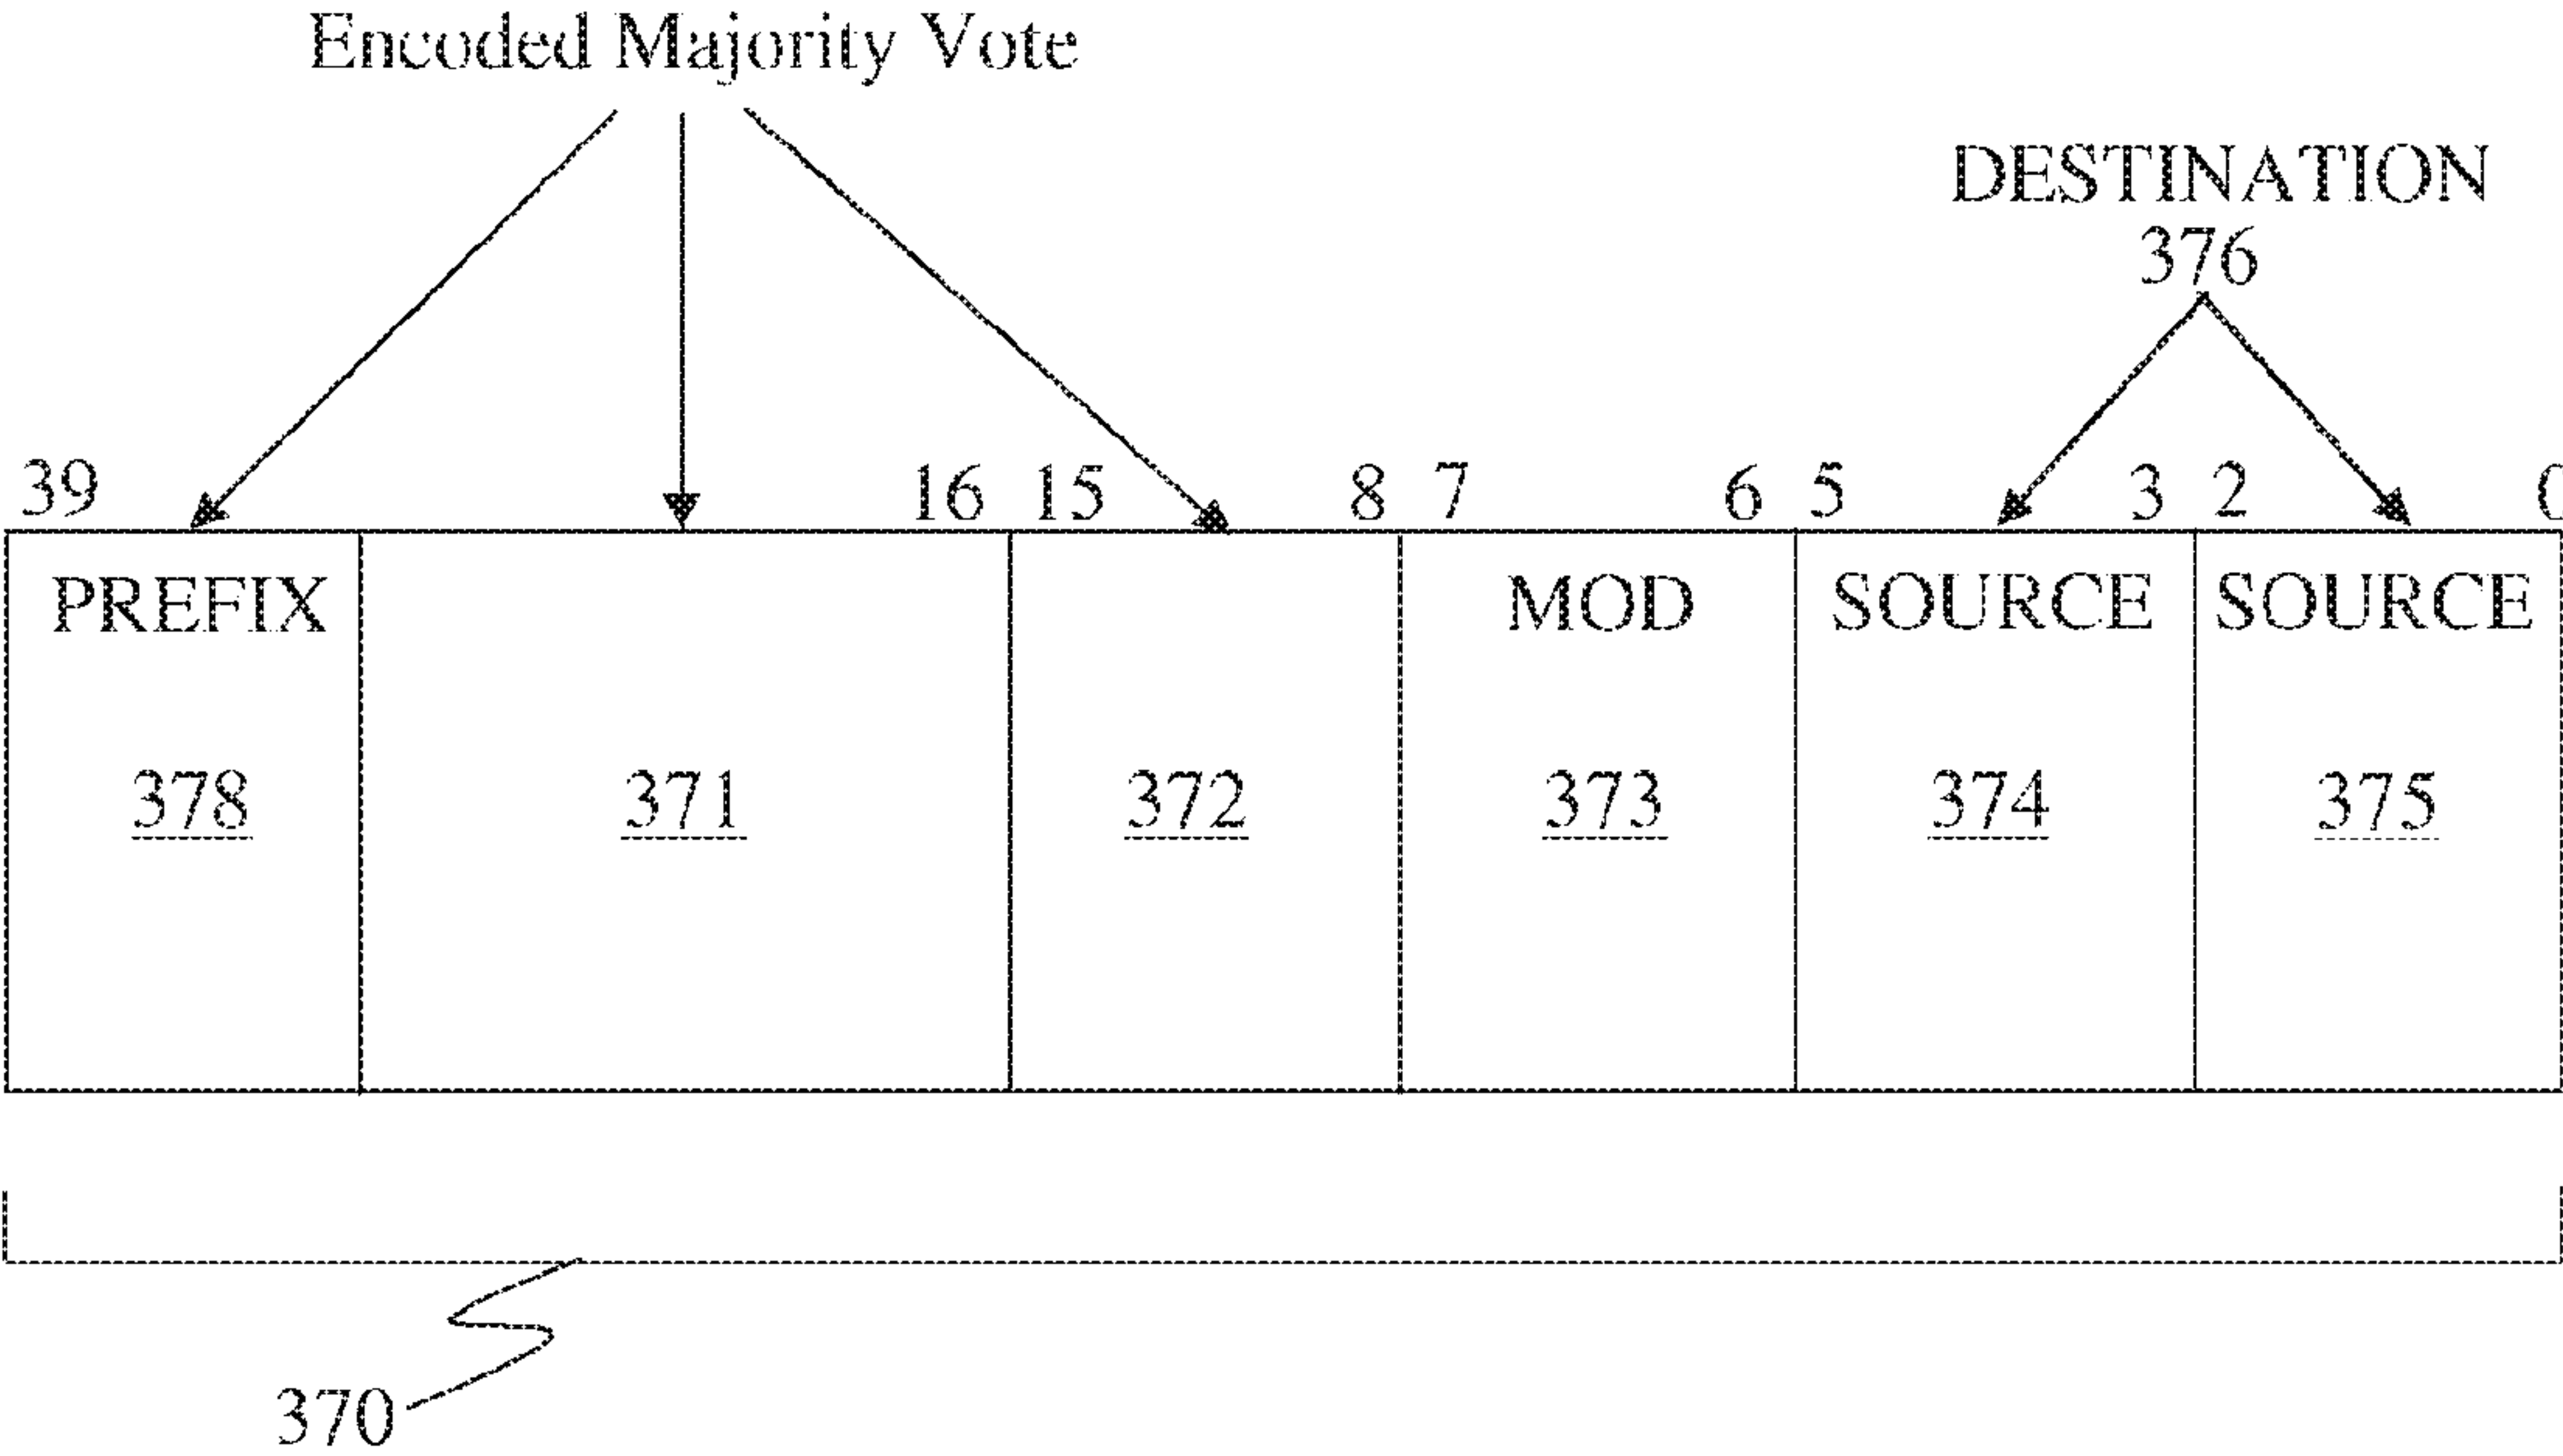 Encoded Majority Vote
DESTINATION
376
39 16 15 8 7 6 5 3 2 0
PREFIX MOD SOURCE SOURCE
378 371 372 373 374 375
370